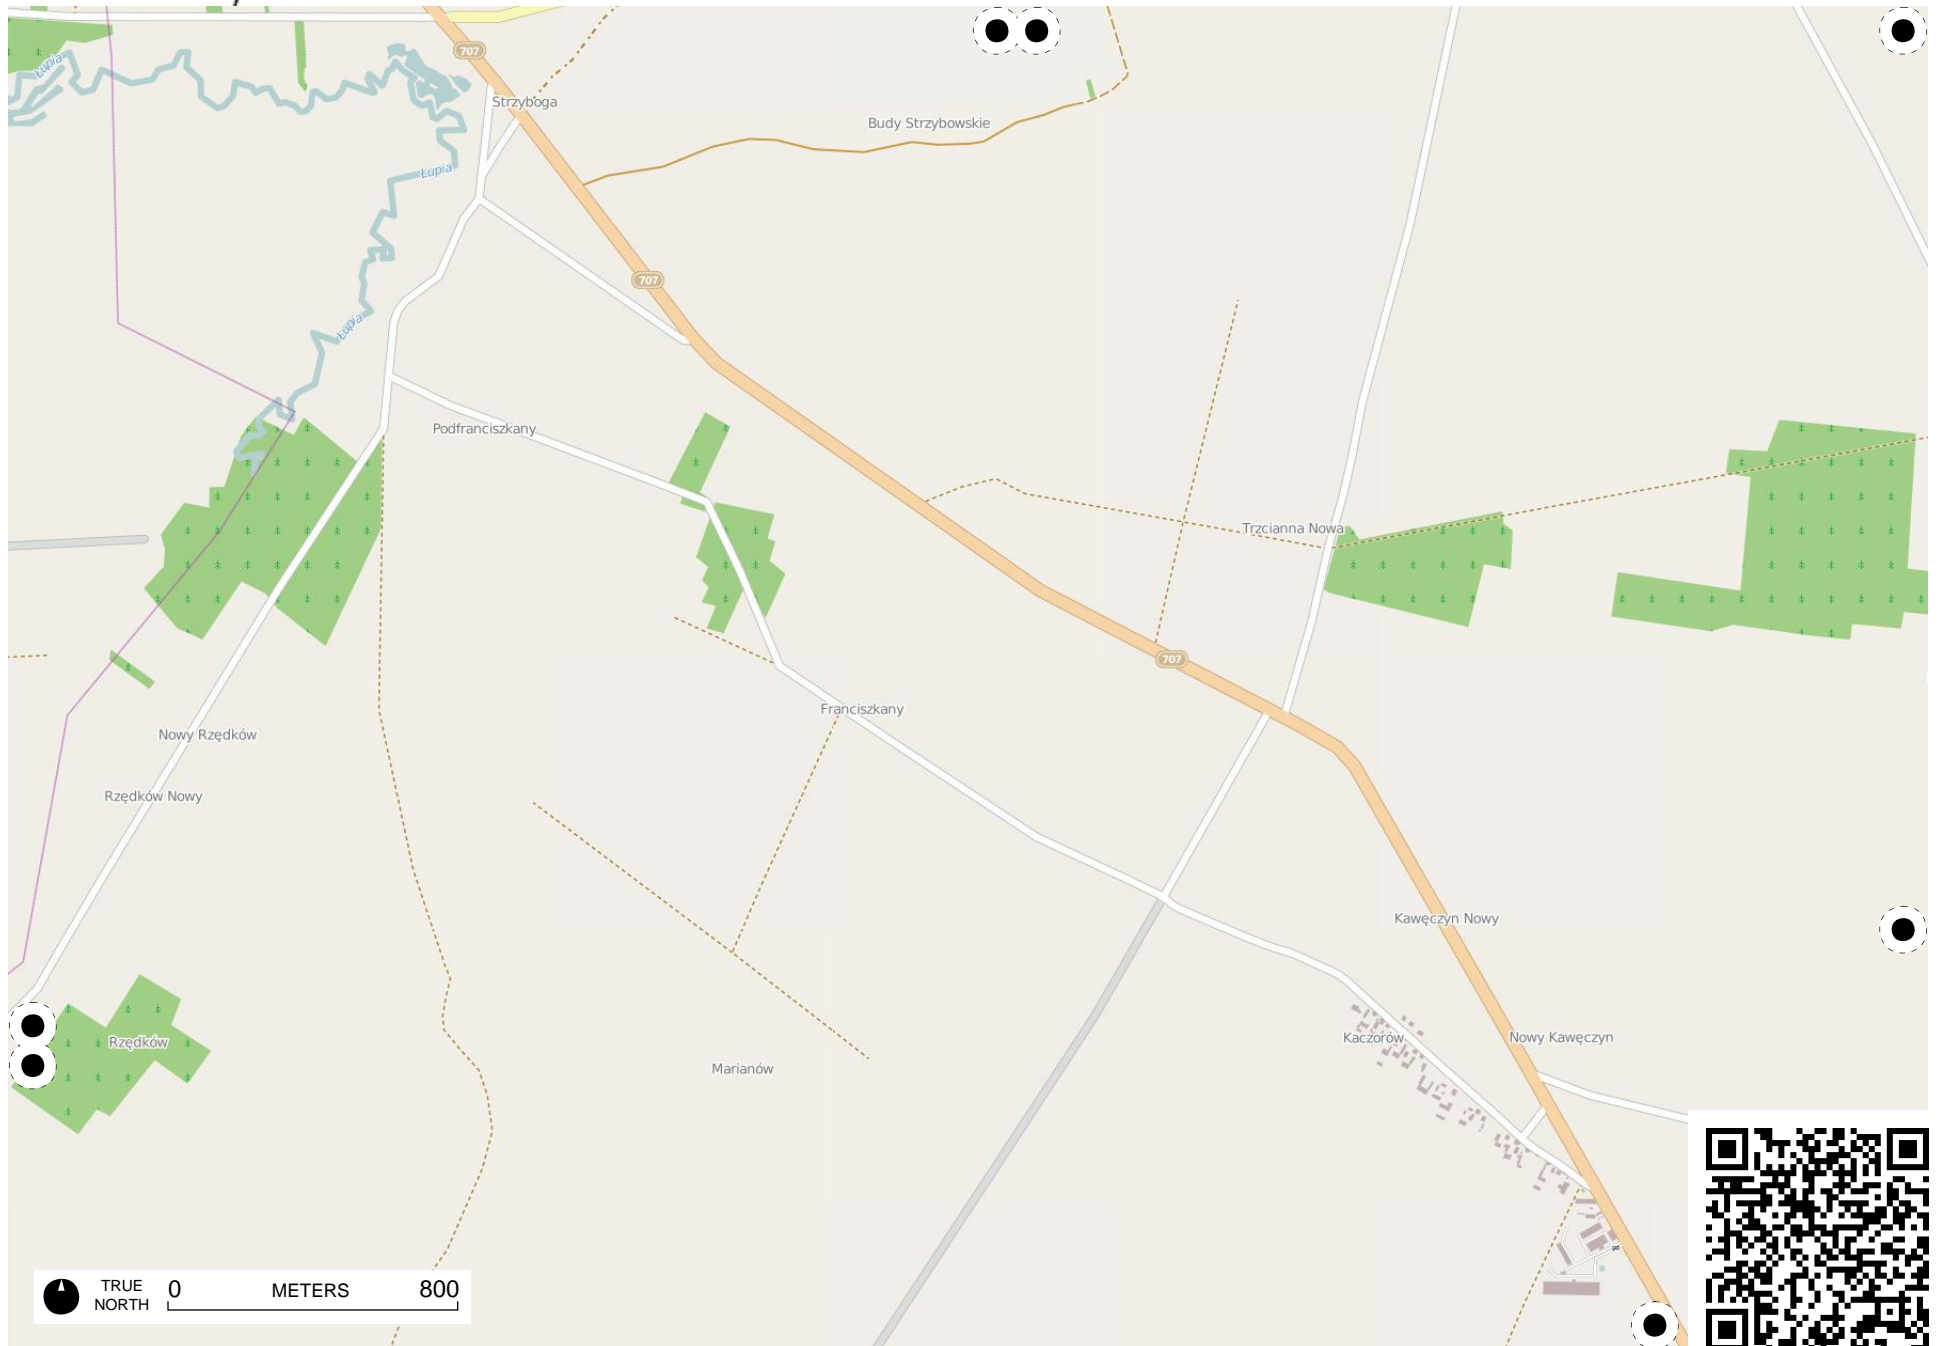 707
Łupia
Strzyboga
Budy Strzybowskie
Łupia
707
Łupia
Podfranciszkany
Trzcianna Nowa
707
Franciszkany
Nowy Rzędków
Rzędków Nowy
Kawęczyn Nowy
Rzędków
Kaczorów
Nowy Kawęczyn
Marianów
TRUE NORTH
0 METERS 800